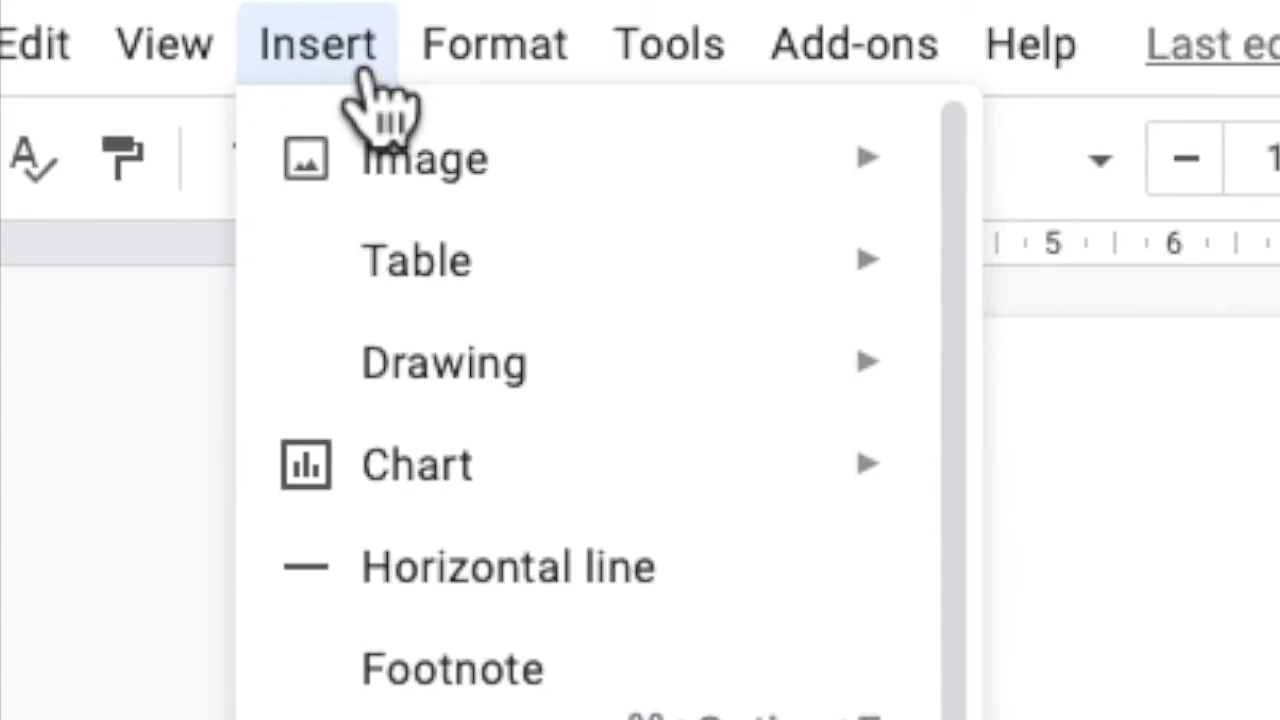 Edit View Insert Format Tools Add-ons Help Last ed
Image
5 6
Table
Drawing
Chart
Horizontal line
Footnote